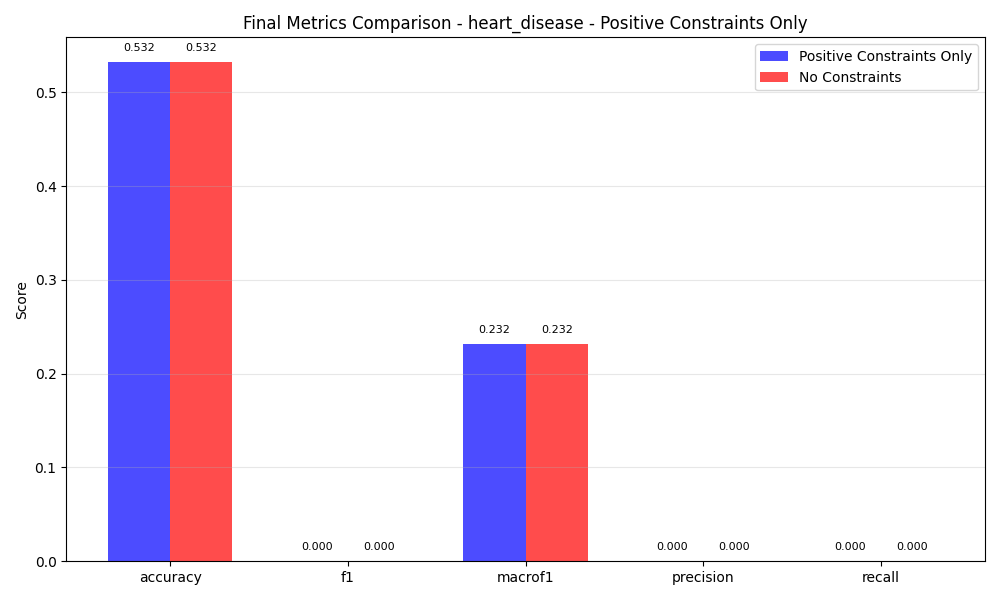 Final Metrics Comparison - heart_disease - Positive Constraints Only
Positive Constraints Only
No Constraints
Score
0.5
0.4
0.3
0.2
0.1
0.0
0.532 0.532
0.000 0.000
0.232 0.232
0.000 0.000
0.000 0.000
accuracy f1 macrof1 precision recall